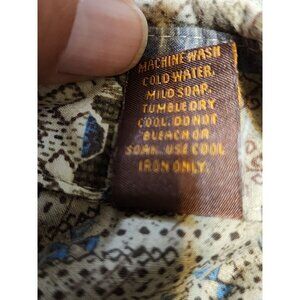 MACHINE WASH
COLD WATER,
MILD SOAP,
TUMBLE DRY
COOL. DO NOT
BLEACH OR
SOAK. USE COOL
IRON ONLY.